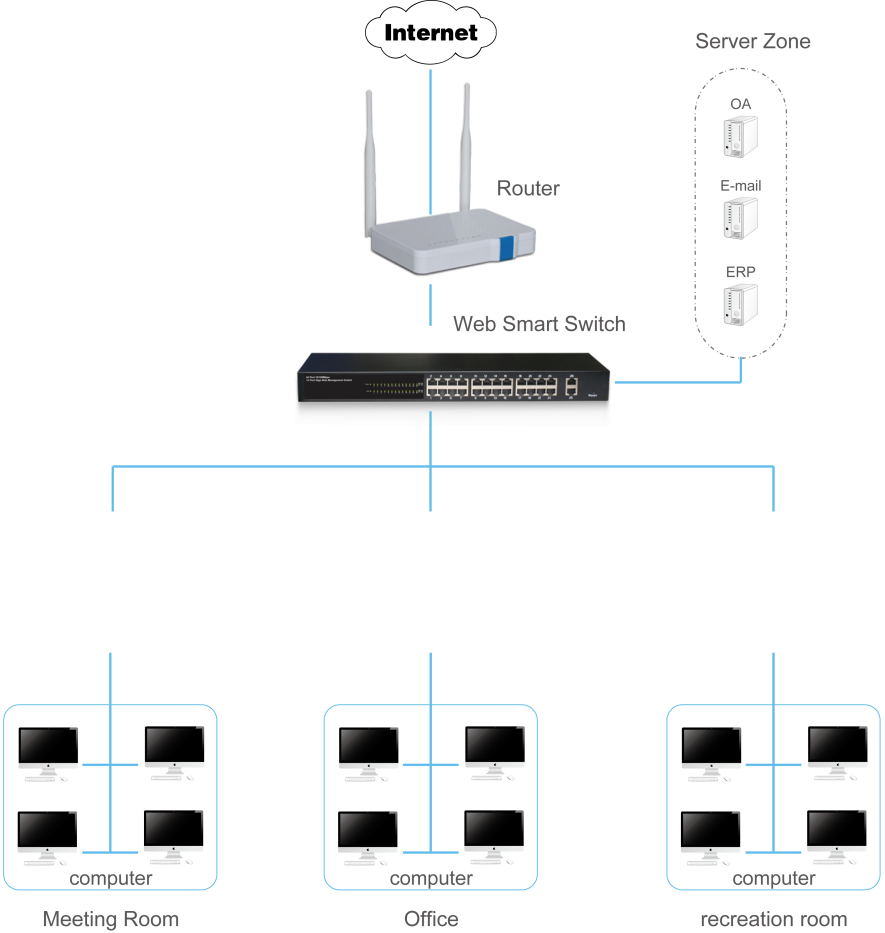 Internet
Server Zone
OA
E-mail
ERP
Router
Web Smart Switch
computer
computer
computer
Meeting Room
Office
recreation room